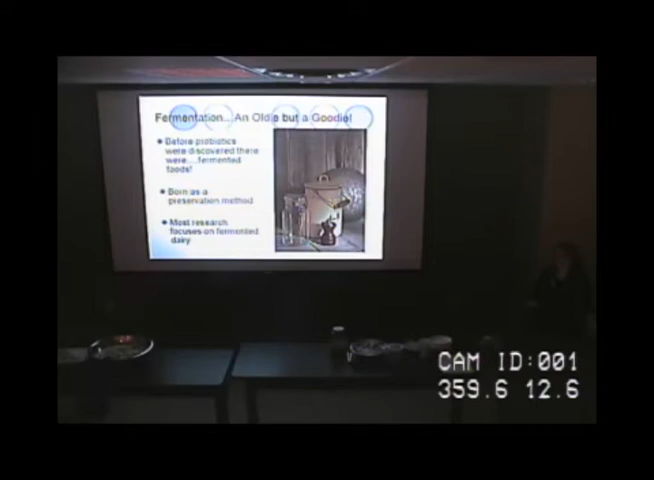 Fermentation...An Oldie but a Goodie!
Before probiotics
were discovered there
were....fermented
foods!
Born as a
preservation method
Most research
focuses on fermented
dairy
CAM ID:001
359.6 12.6